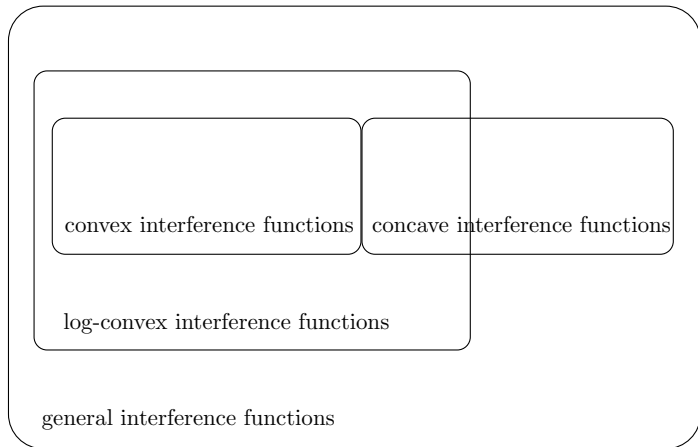 convex interference functions
concave interference functions
log-convex interference functions
general interference functions